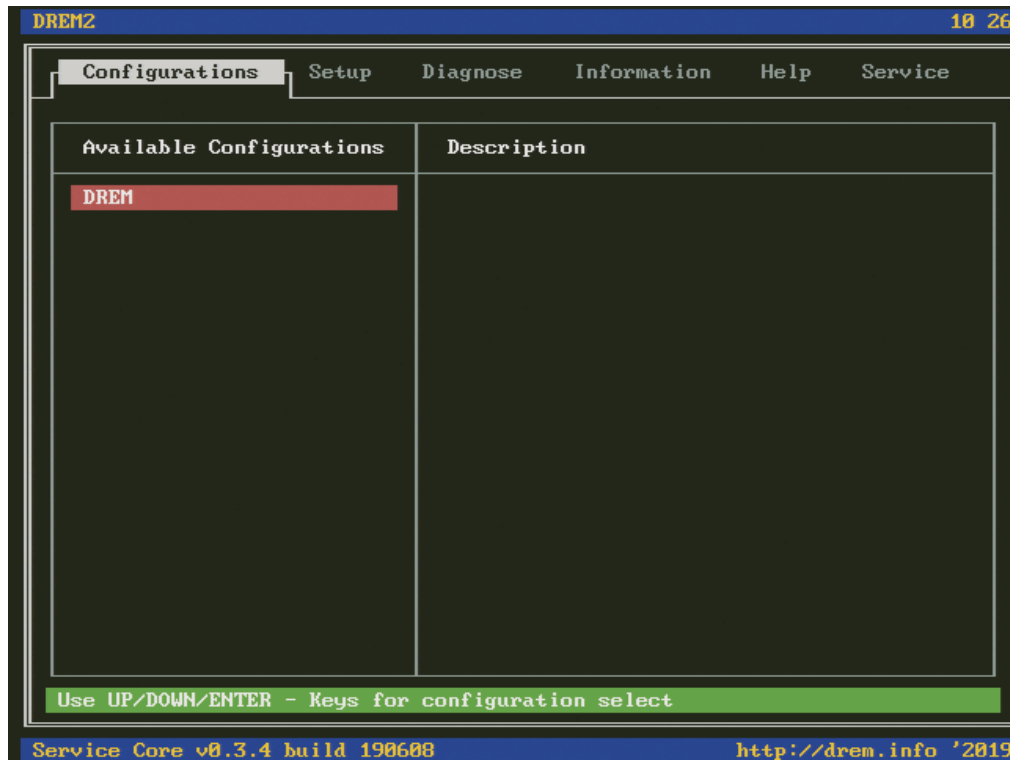 DREM2 10 26
Configurations Setup Diagnose Information Help Service
Available Configurations Description
DREM
Use UP/DOWN/ENTER - Keys for configuration select
Service Core v0.3.4 build 190608 http://drem.info '2019